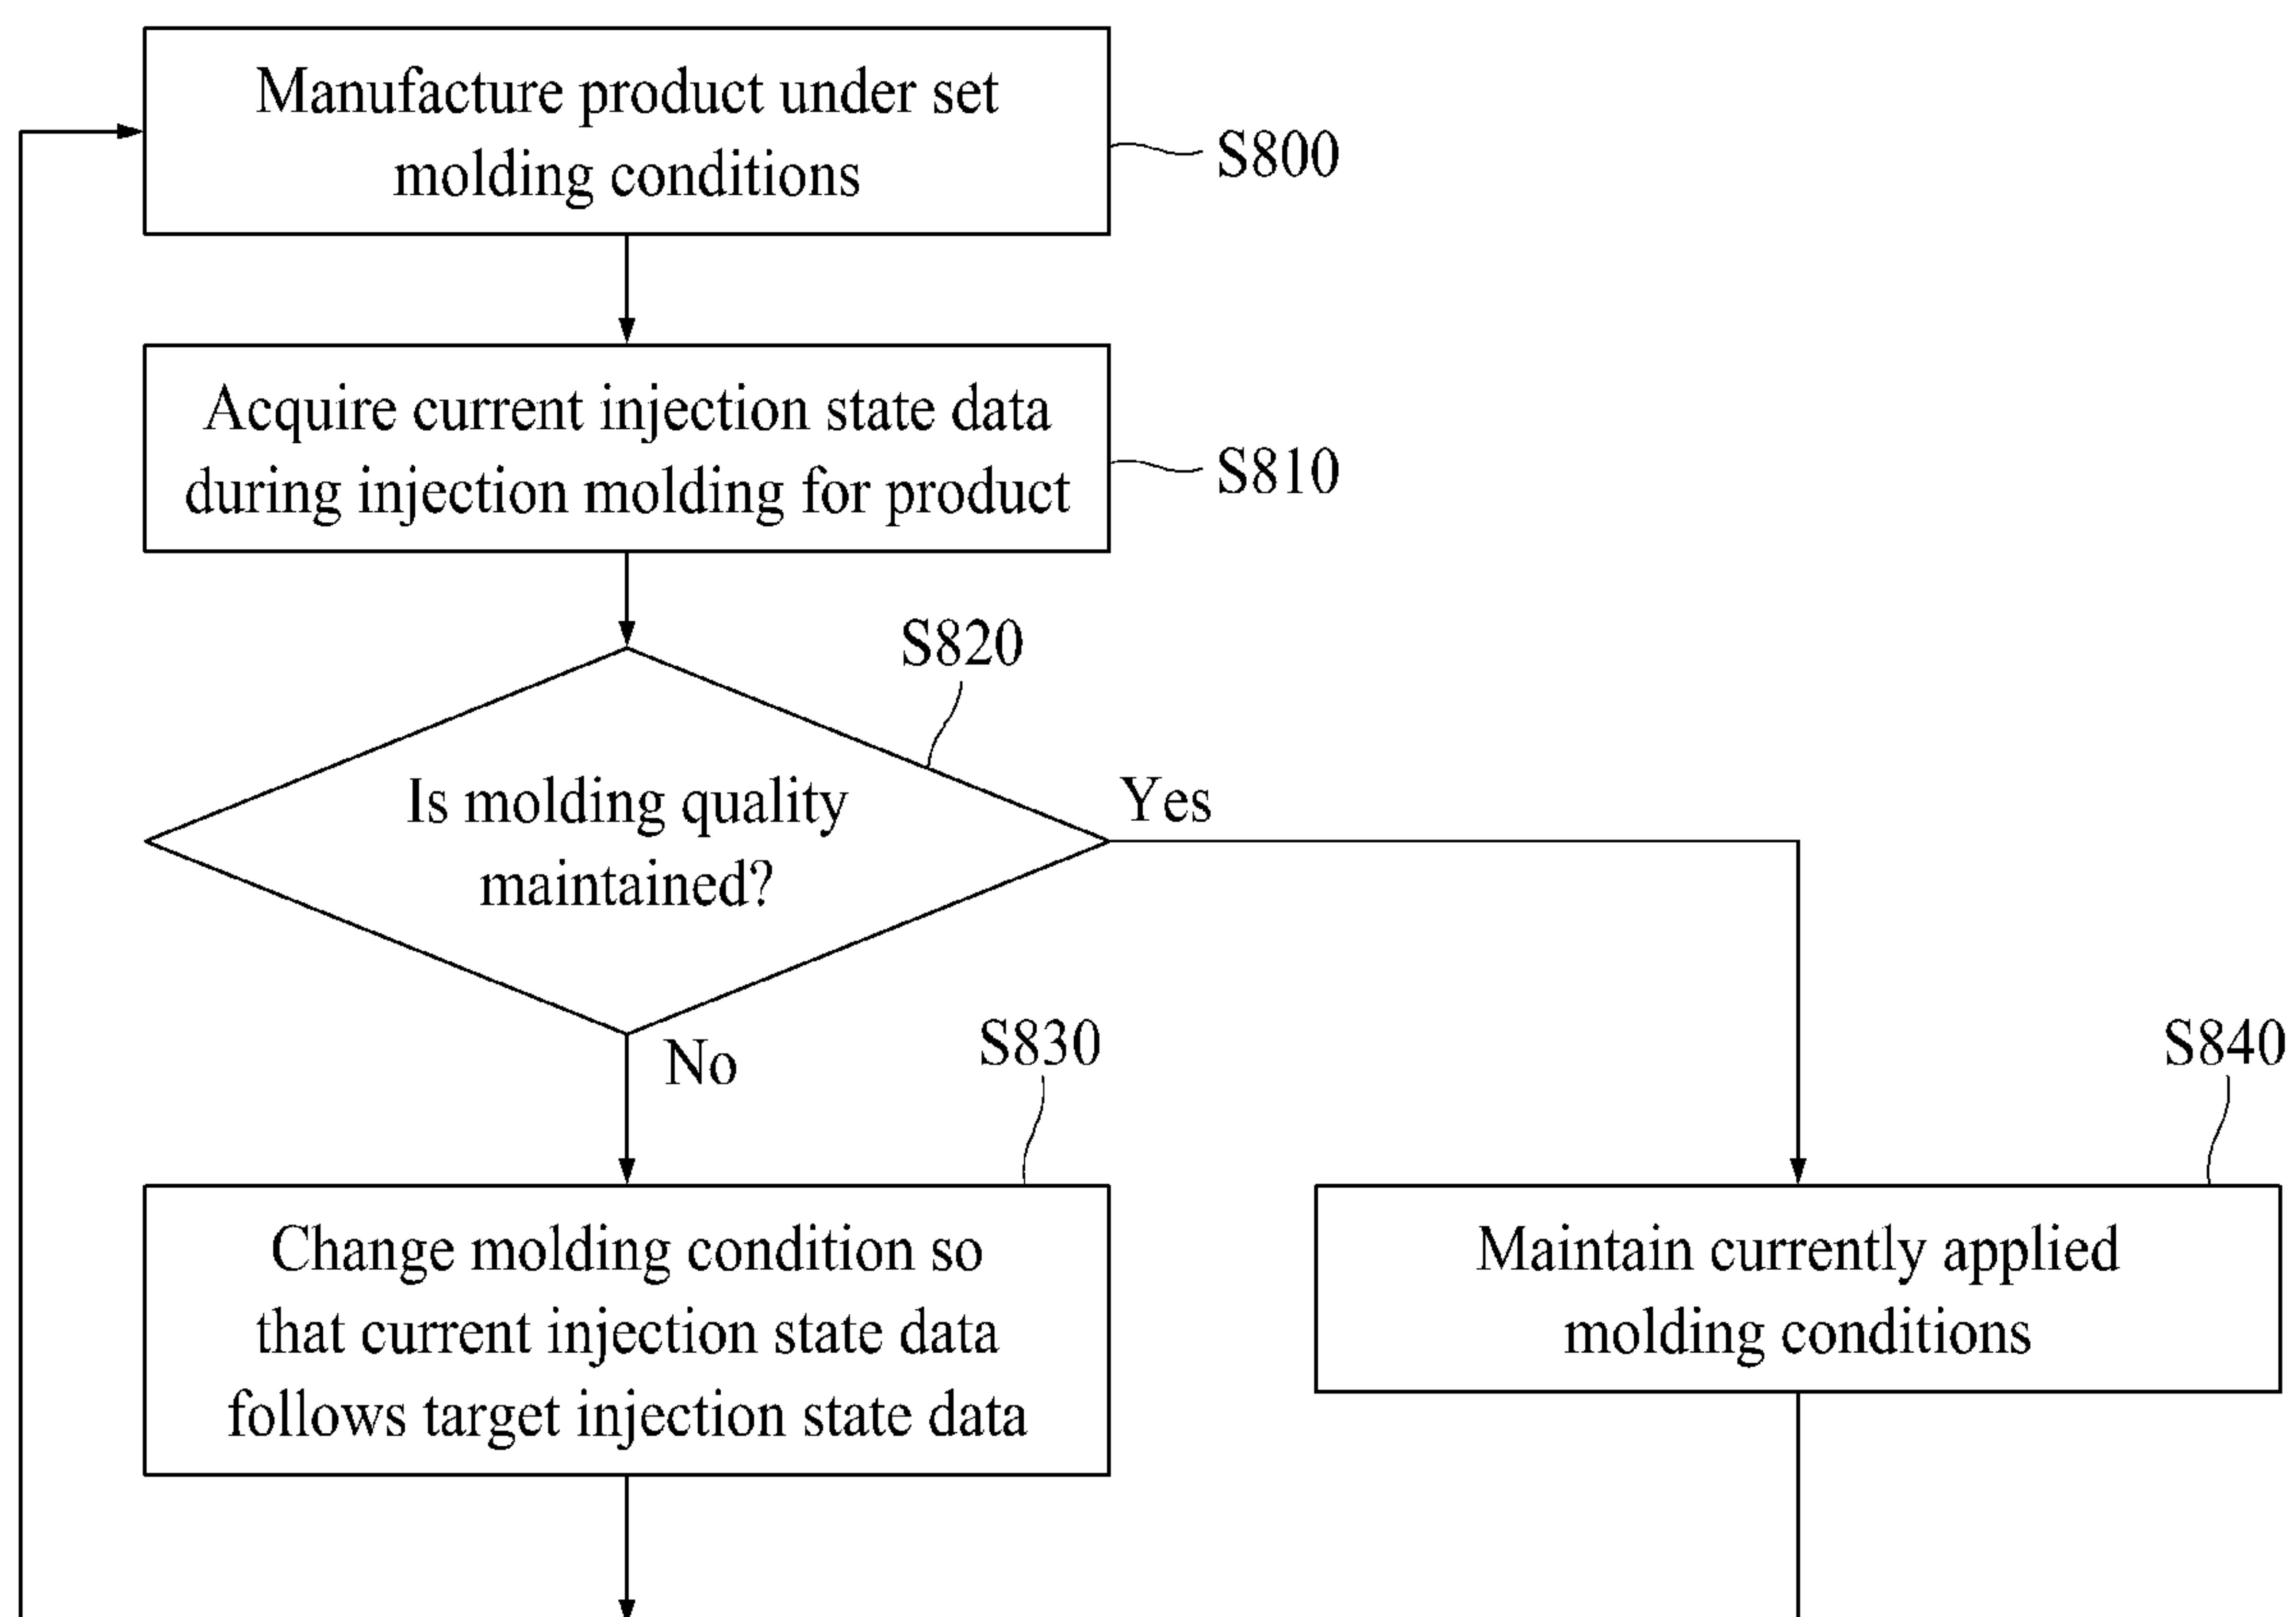 Manufacture product under set
molding conditions
S800
Acquire current injection state data
during injection molding for product
S810
S820
Is molding quality
maintained?
Yes
No
S830
S840
Change molding condition so
that current injection state data
follows target injection state data
Maintain currently applied
molding conditions